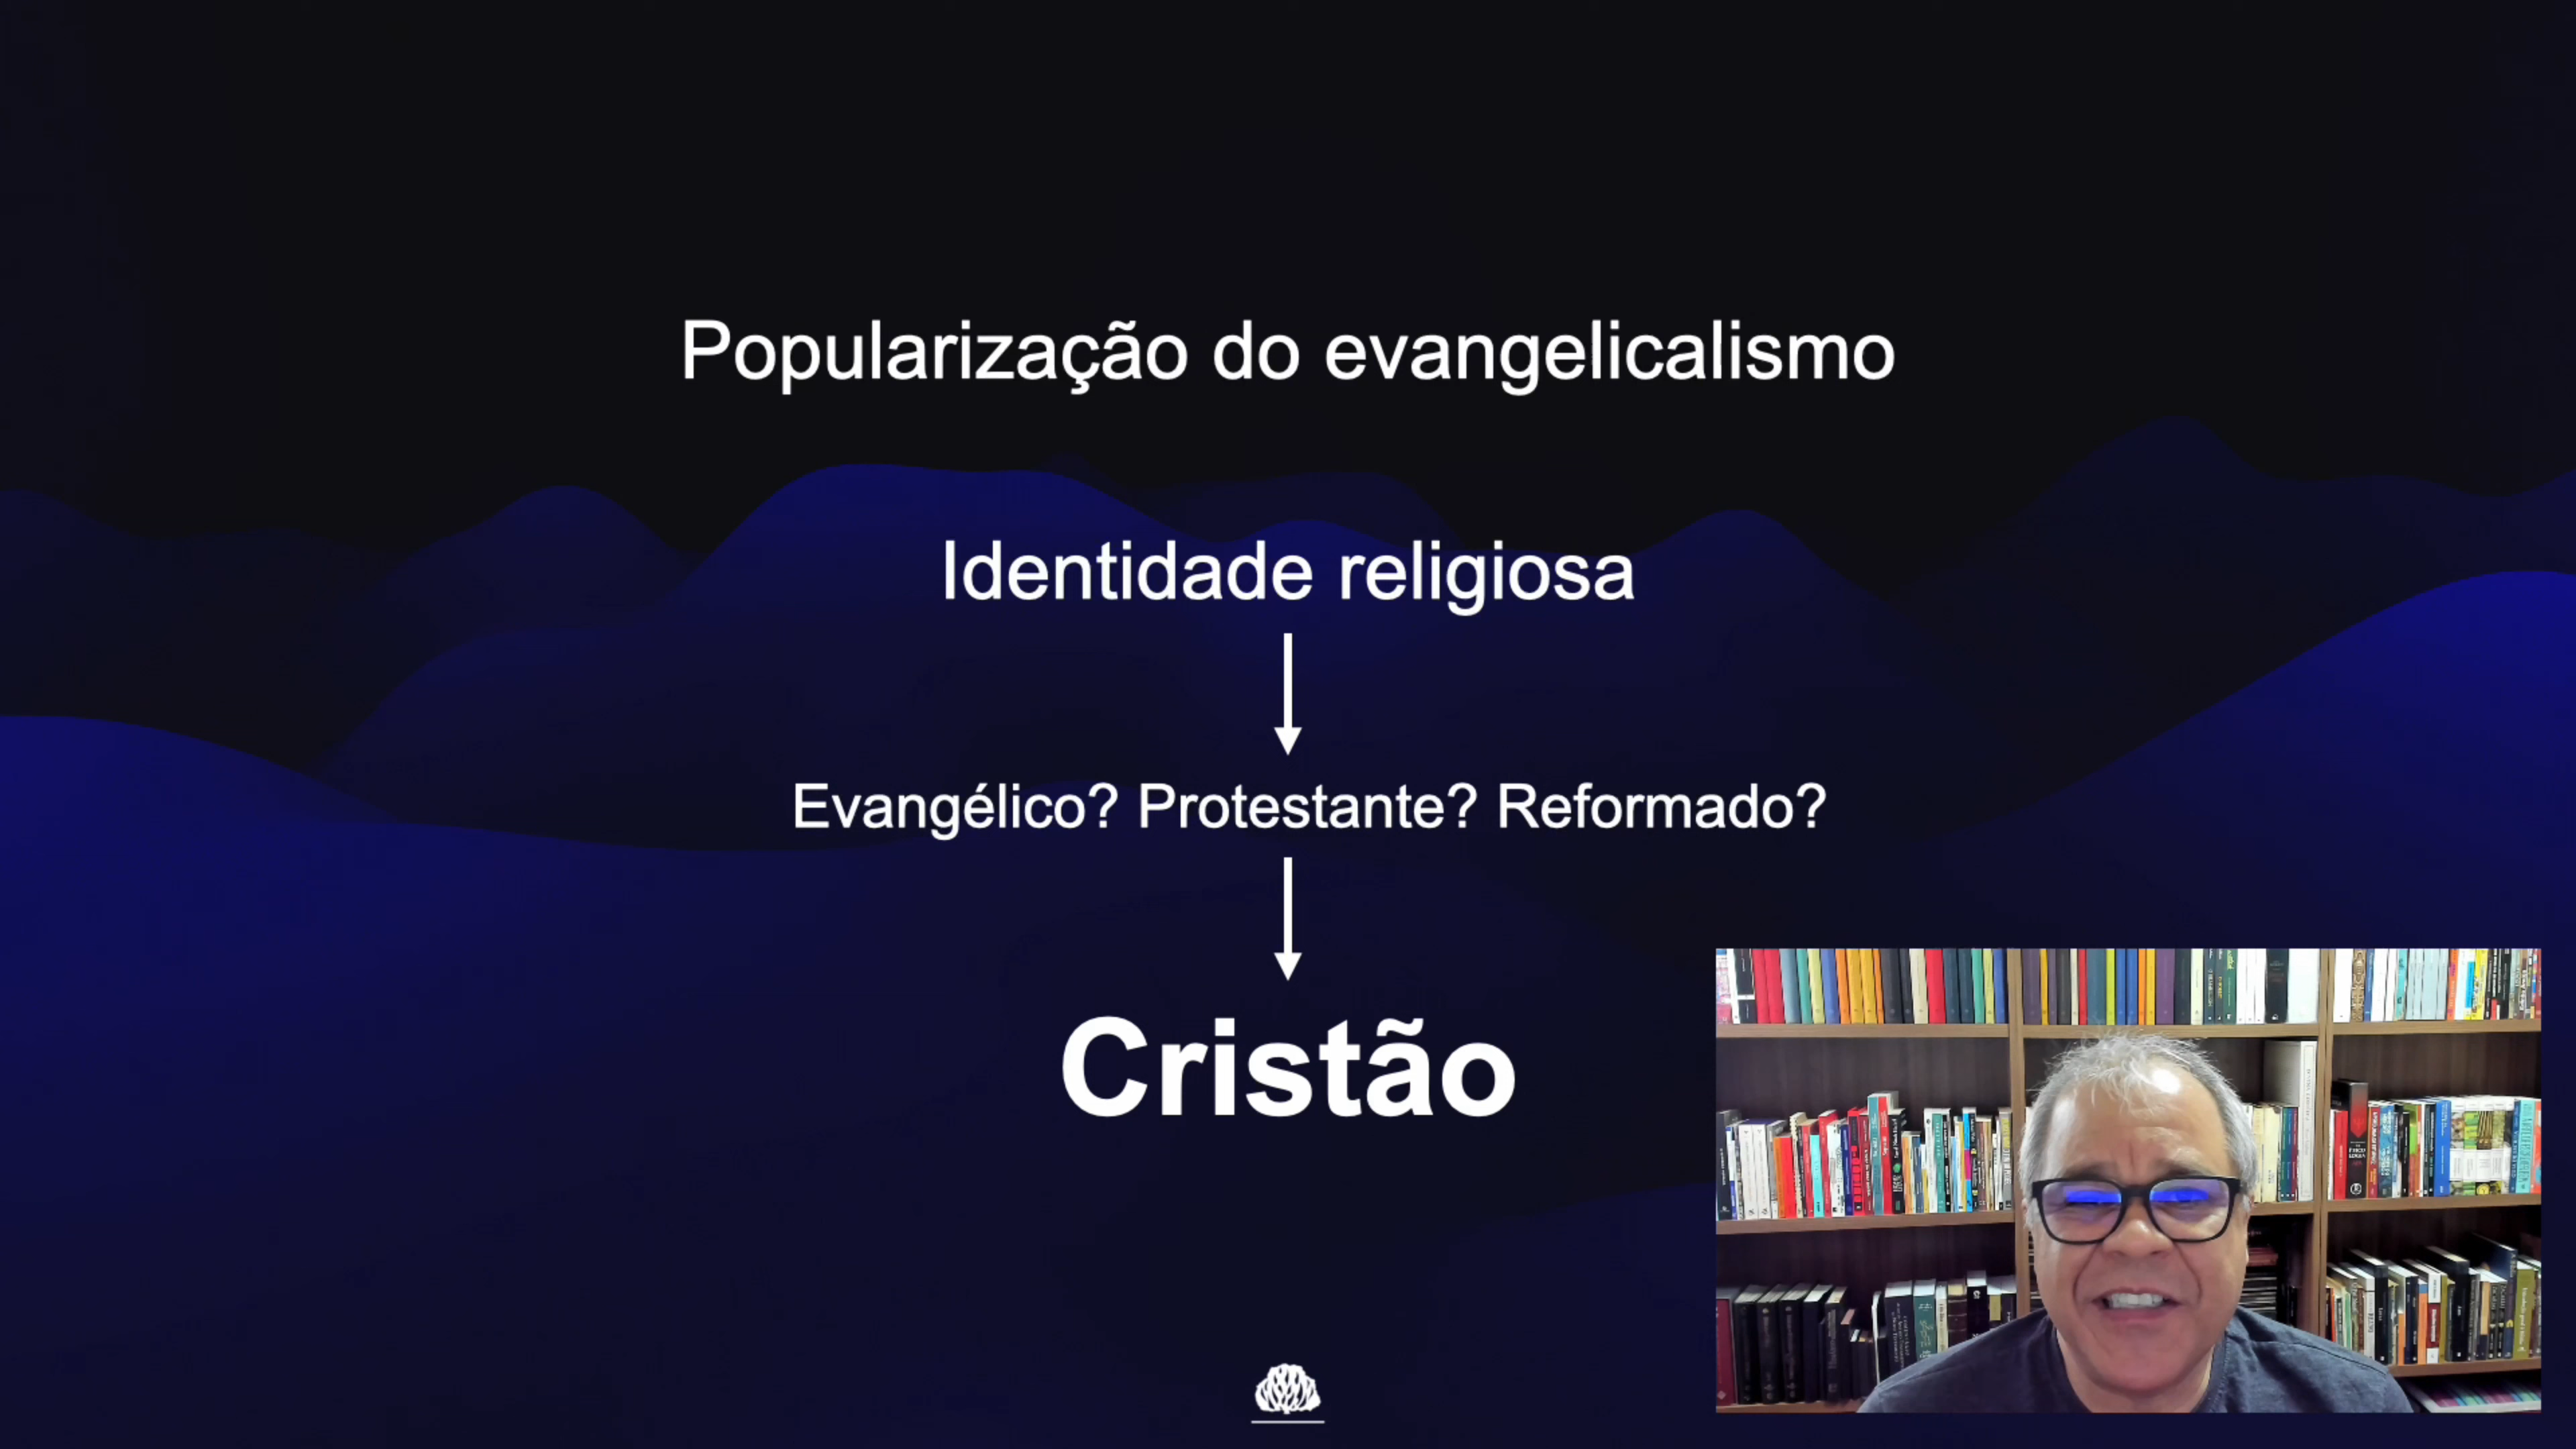 Popularização do evangelicalismo
Identidade religiosa
Evangélico? Protestante? Reformado?
Cristão